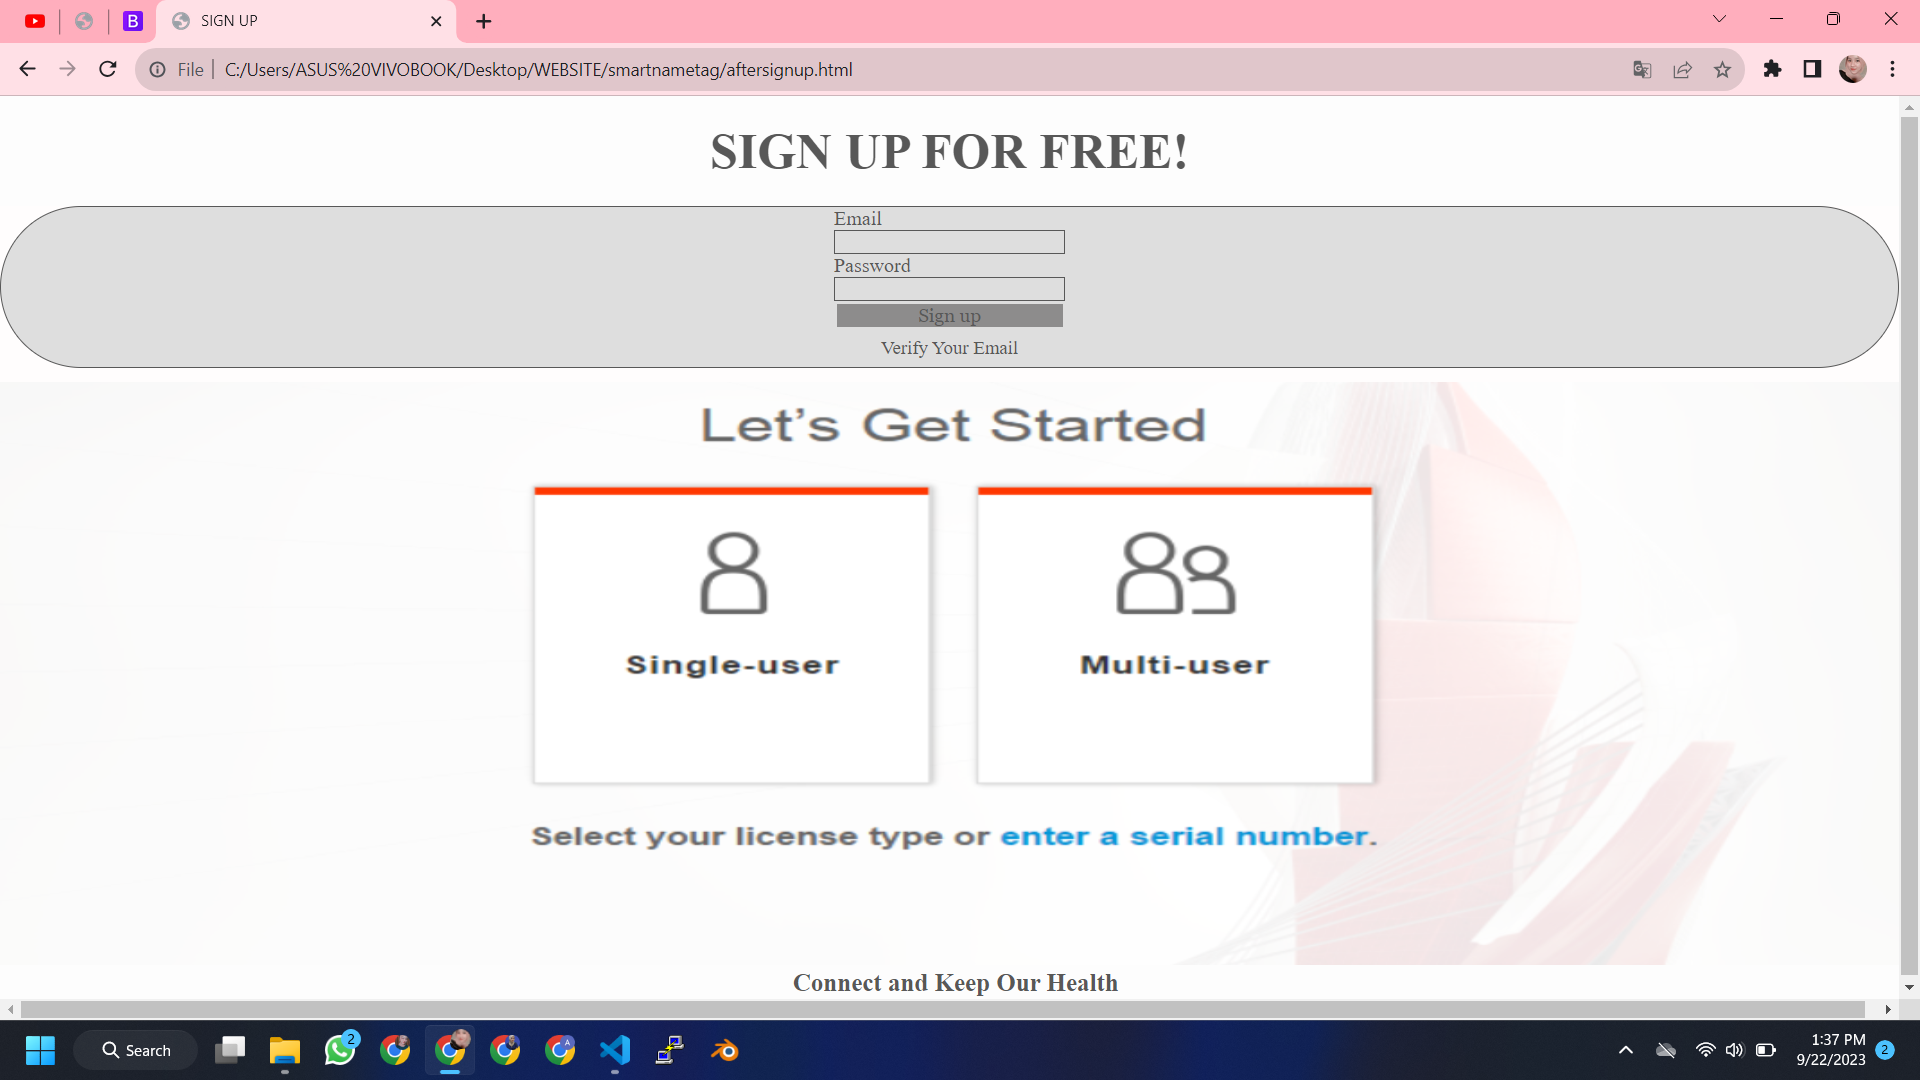 B
SIGN UP
File
C:/Users/ASUS%20VIVOBOOK/Desktop/WEBSITE/smartnametag/aftersignup.html
SIGN UP FOR FREE!
Email
Password
Sign up
Verify Your Email
Let's Get Started
Single-user
Multi-user
Select your license type or enter a serial number.
Connect and Keep Our Health
Search
2
A
1:37 PM
9/22/2023
2